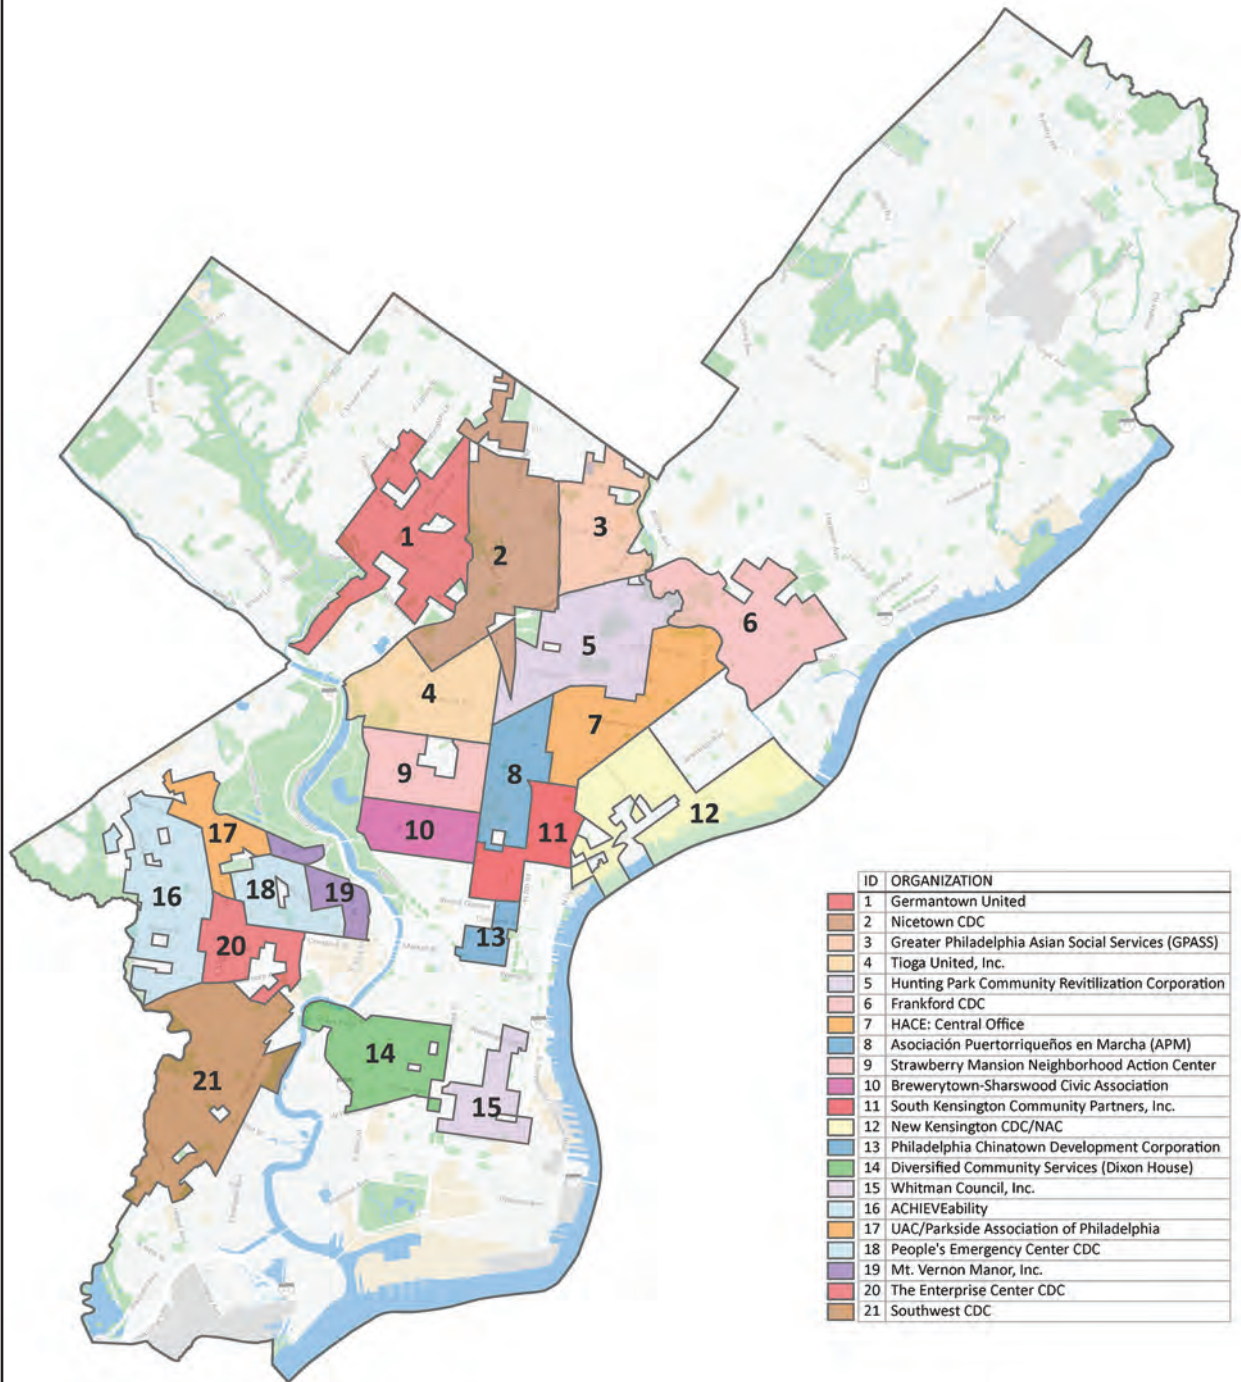 1
2
3
4
5
6
7
8
9
10
11
12
13
14
15
16
17
18
19
20
21
ID ORGANIZATION
1 Germantown United
2 Nicetown CDC
3 Greater Philadelphia Asian Social Services (GPASS)
4 Tioga United, Inc.
5 Hunting Park Community Revitilization Corporation
6 Frankford CDC
7 HACE: Central Office
8 Asociación Puertorriqueños en Marcha (APM)
9 Strawberry Mansion Neighborhood Action Center
10 Brewerytown-Sharswood Civic Association
11 South Kensington Community Partners, Inc.
12 New Kensington CDC/NAC
13 Philadelphia Chinatown Development Corporation
14 Diversified Community Services (Dixon House)
15 Whitman Council, Inc.
16 ACHIEVEability
17 UAC/Parkside Association of Philadelphia
18 People's Emergency Center CDC
19 Mt. Vernon Manor, Inc.
20 The Enterprise Center CDC
21 Southwest CDC